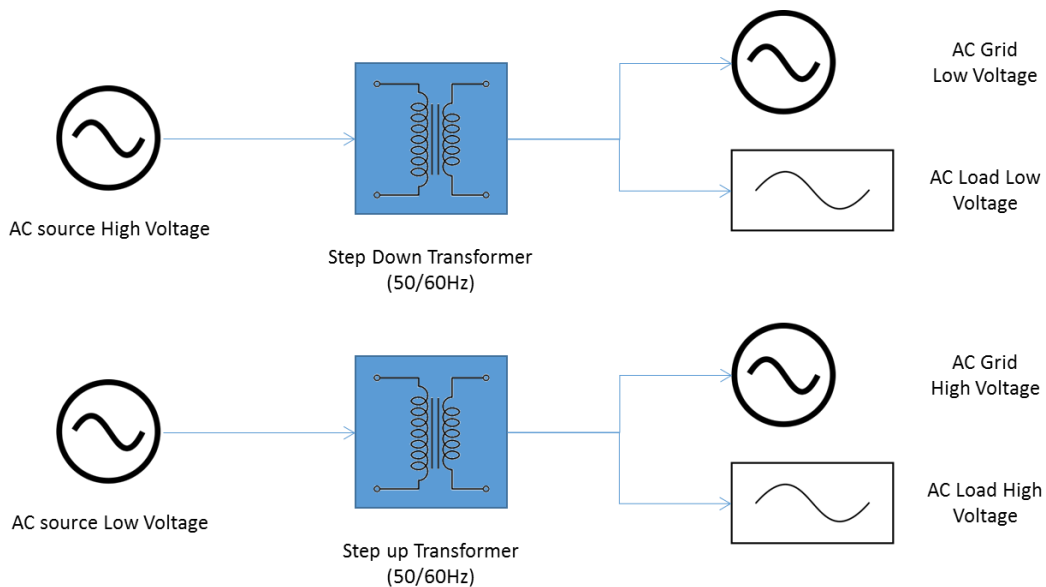 AC Grid
Low Voltage
AC Load Low
Voltage
AC source High Voltage
Step Down Transformer
(50/60Hz)
AC Grid
High Voltage
AC Load High
Voltage
AC source Low Voltage
Step up Transformer
(50/60Hz)